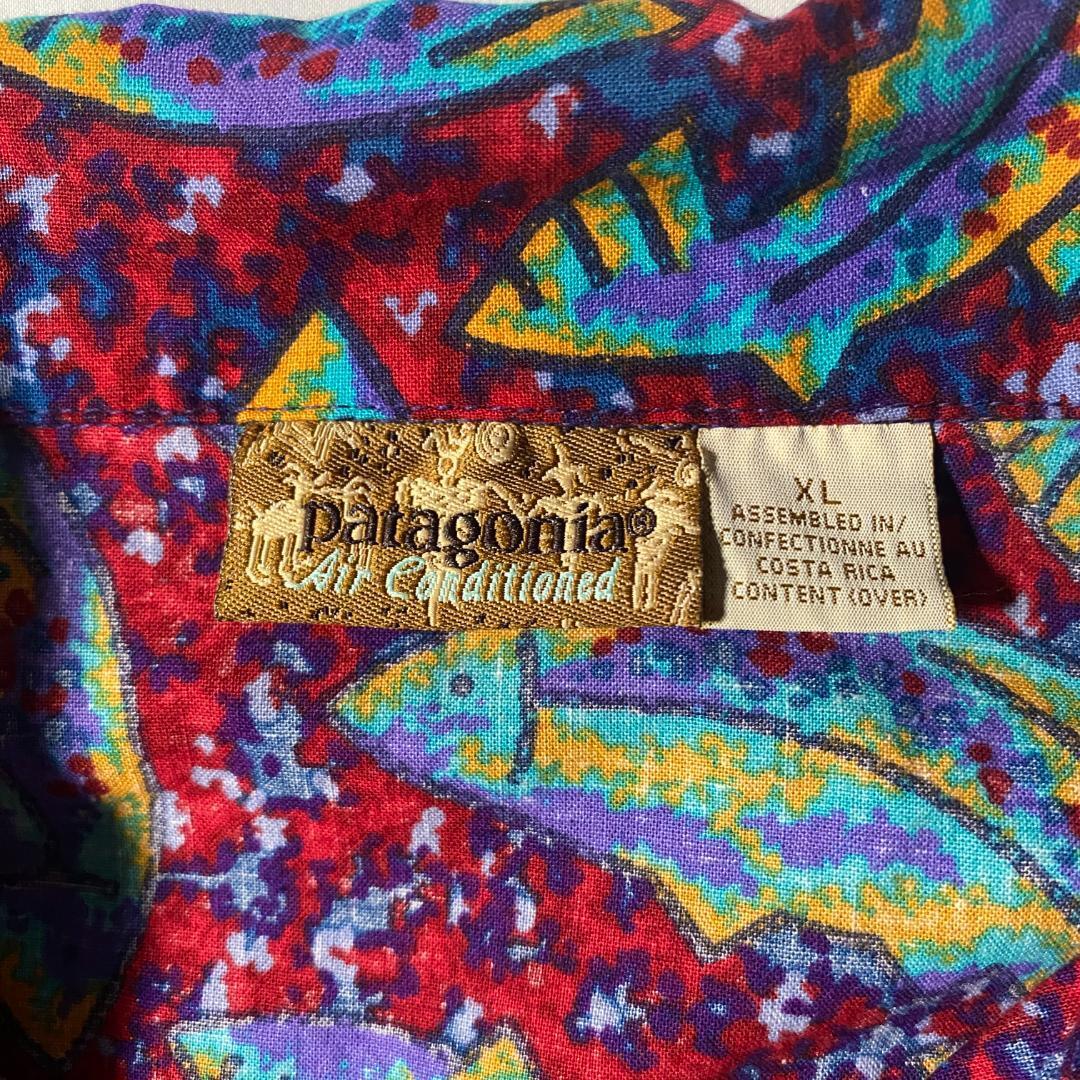 patagonia®
Air Conditioned
XL
ASSEMBLED IN/
CONFECTIONNE AU
COSTA RICA
CONTENT (OVER)